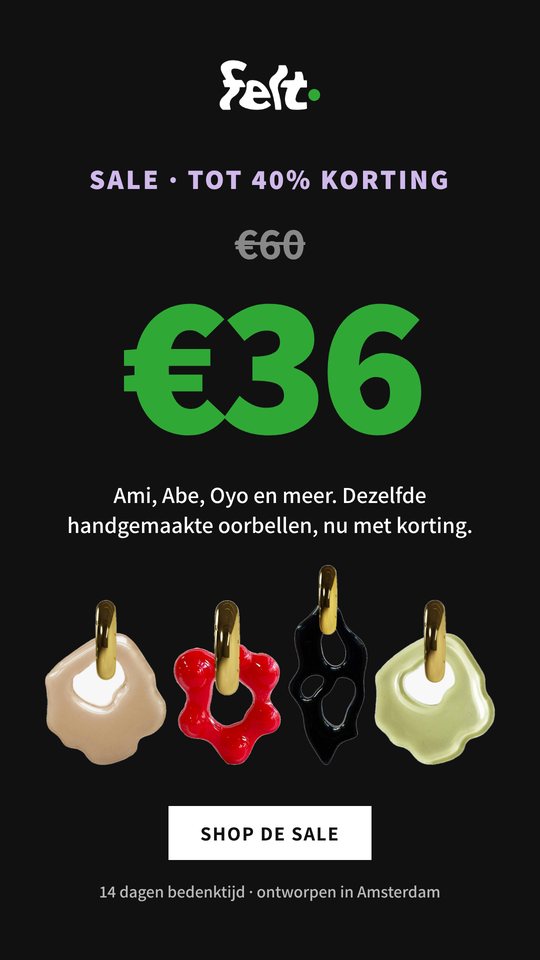 felt.
SALE · TOT 40% KORTING
€60
€36
Ami, Abe, Oyo en meer. Dezelfde
handgemaakte oorbellen, nu met korting.
SHOP DE SALE
14 dagen bedenktijd · ontworpen in Amsterdam